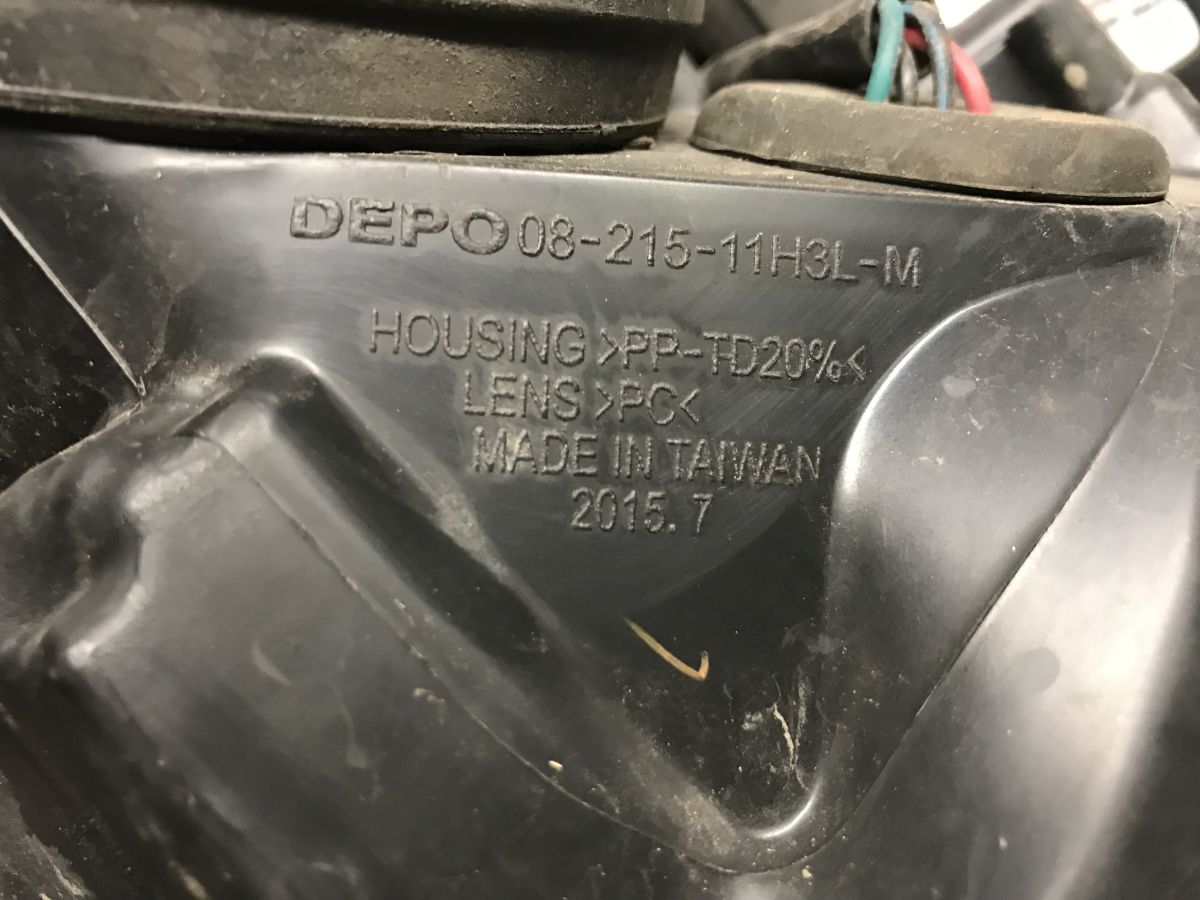 DEPO 08-215-11H3L-M
HOUSING >PP-TD20%<
LENS >PC<
MADE IN TAIWAN
2015.7